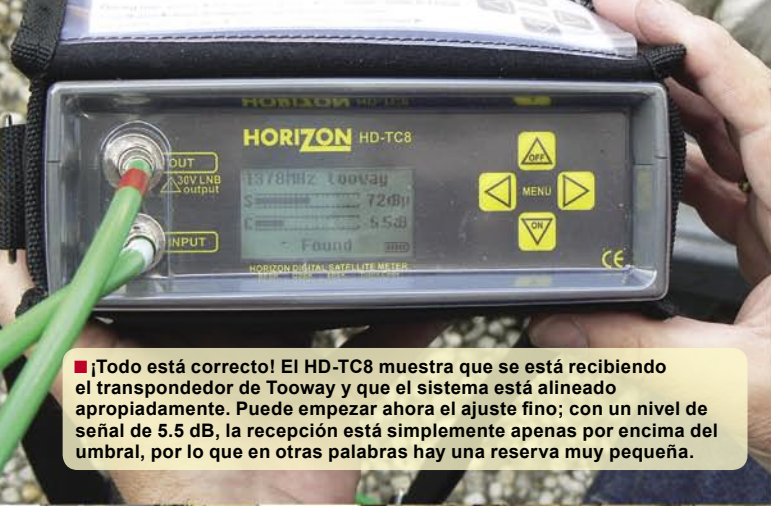 HORIZON HD-TC8
OUT
30V LNB
output
INPUT
1378MHz tooway
S 72dBµ
C 5.5dB
- Found
OFF
MENU
ON
HORIZON DIGITAL SATELLITE METER
CE
¡Todo está correcto! El HD-TC8 muestra que se está recibiendo
el transpondedor de Tooway y que el sistema está alineado
apropiadamente. Puede empezar ahora el ajuste fino; con un nivel de
señal de 5.5 dB, la recepción está simplemente apenas por encima del
umbral, por lo que en otras palabras hay una reserva muy pequeña.